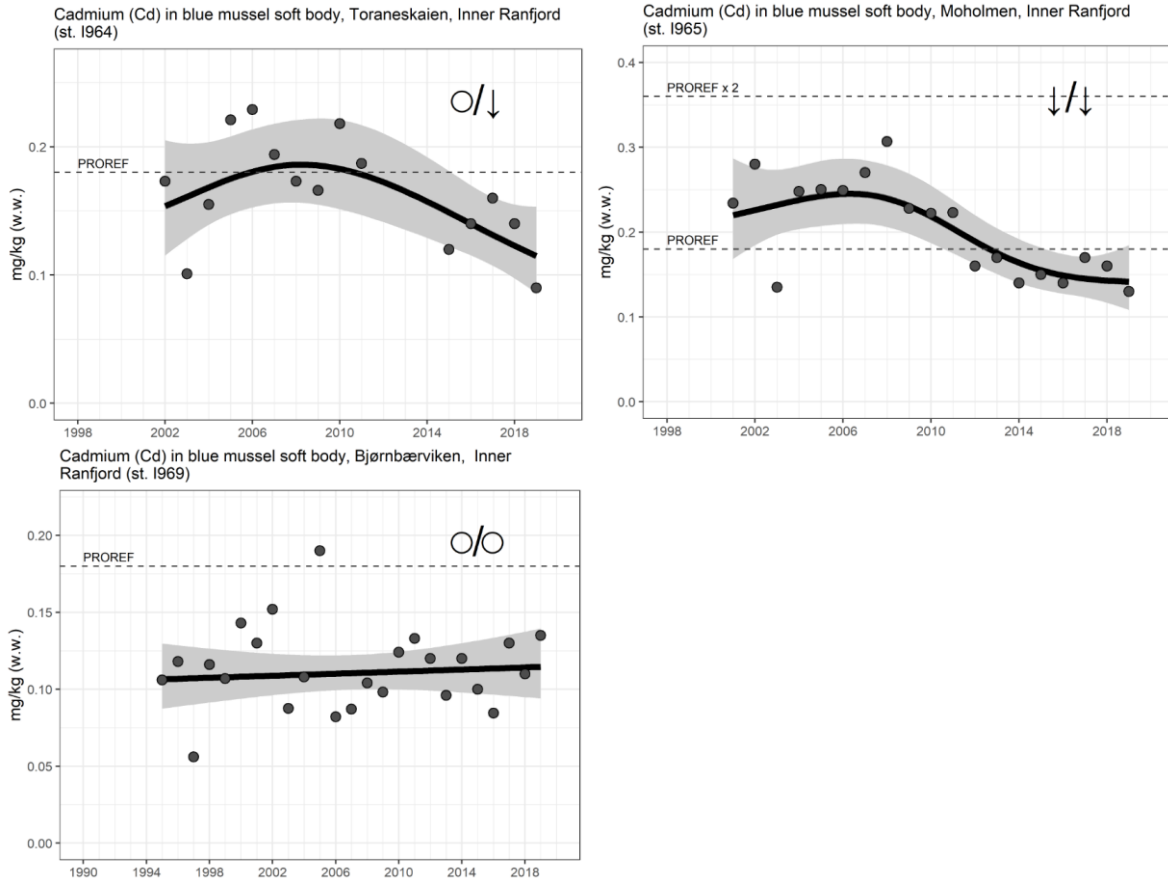 Cadmium (Cd) in blue mussel soft body, Toraneskaien, Inner Ranfjord
(st. I964)
mg/kg (w.w.)
0.2
0.1
0.0
PROREF
○/↓
1998 2002 2006 2010 2014 2018
Cadmium (Cd) in blue mussel soft body, Moholmen, Inner Ranfjord
(st. I965)
mg/kg (w.w.)
0.4
0.3
0.2
0.1
0.0
PROREF x 2
↓/↓
PROREF
1998 2002 2006 2010 2014 2018
Cadmium (Cd) in blue mussel soft body, Bjørnbærviken, Inner
Ranfjord (st. I969)
mg/kg (w.w.)
0.20
0.15
0.10
0.05
0.00
○/○
PROREF
1990 1994 1998 2002 2006 2010 2014 2018